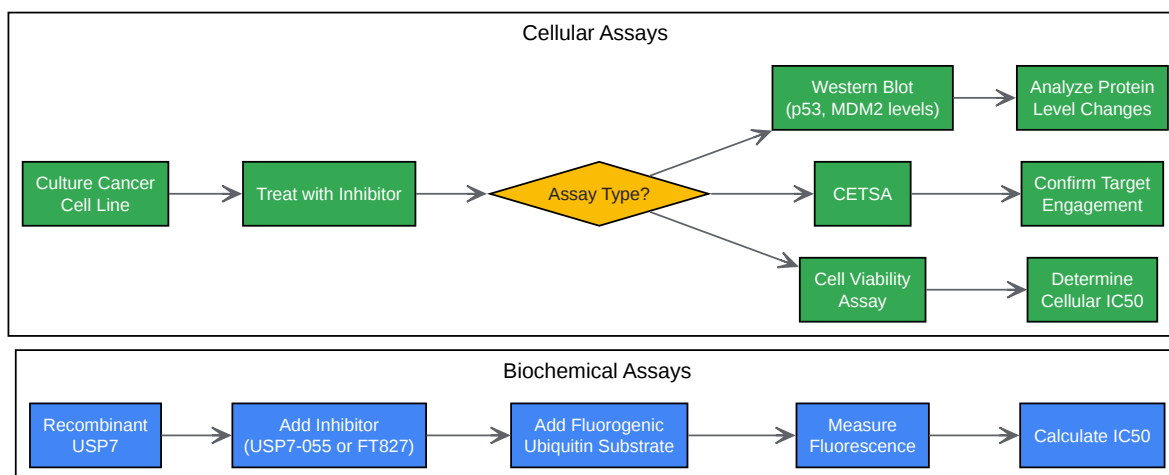 Cellular Assays
Western Blot
(p53, MDM2 levels)
Analyze Protein
Level Changes
Culture Cancer
Cell Line
Treat with Inhibitor
Assay Type?
CETSA
Confirm Target
Engagement
Cell Viability
Assay
Determine
Cellular IC50
Biochemical Assays
Recombinant
USP7
Add Inhibitor
(USP7-055 or FT827)
Add Fluorogenic
Ubiquitin Substrate
Measure
Fluorescence
Calculate IC50